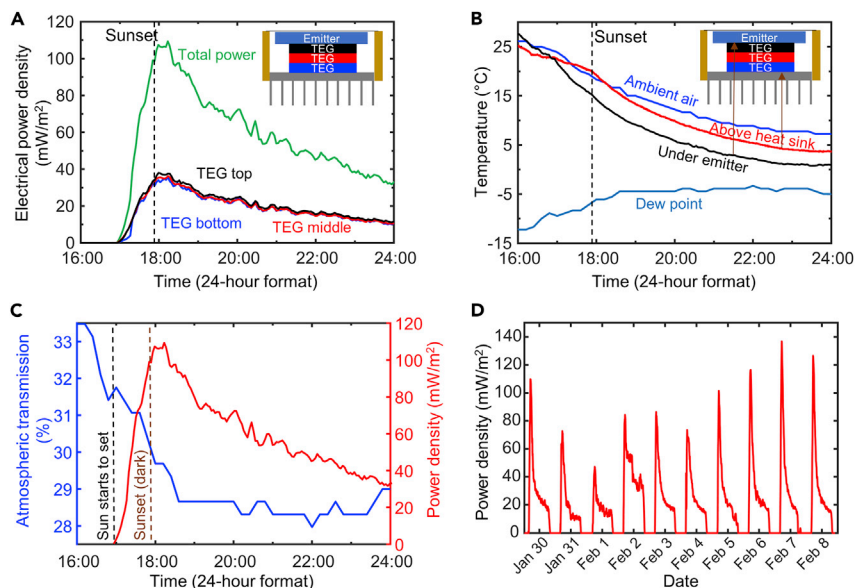 A
Electrical power density
(mW/m²)
120
100
80
60
40
20
0
Sunset
Total power
Emitter
TEG
TEG
TEG
TEG top
TEG bottom
TEG middle
16:00
18:00
20:00
22:00
24:00
Time (24-hour format)
B
Temperature (°C)
25
15
5
-5
-15
Sunset
Emitter
TEG
TEG
TEG
Ambient air
Above heat sink
Under emitter
Dew point
16:00
18:00
20:00
22:00
24:00
Time (24-hour format)
C
Atmospheric transmission
(%)
33
32
31
30
29
28
Sun starts to set
Sunset (dark)
120
100
80
60
40
20
0
Power density (mW/m²)
16:00
18:00
20:00
22:00
24:00
Time (24-hour format)
D
Power density (mW/m²)
140
120
100
80
60
40
20
0
Jan 30
Jan 31
Feb 1
Feb 2
Feb 3
Feb 4
Feb 5
Feb 6
Feb 7
Feb 8
Date